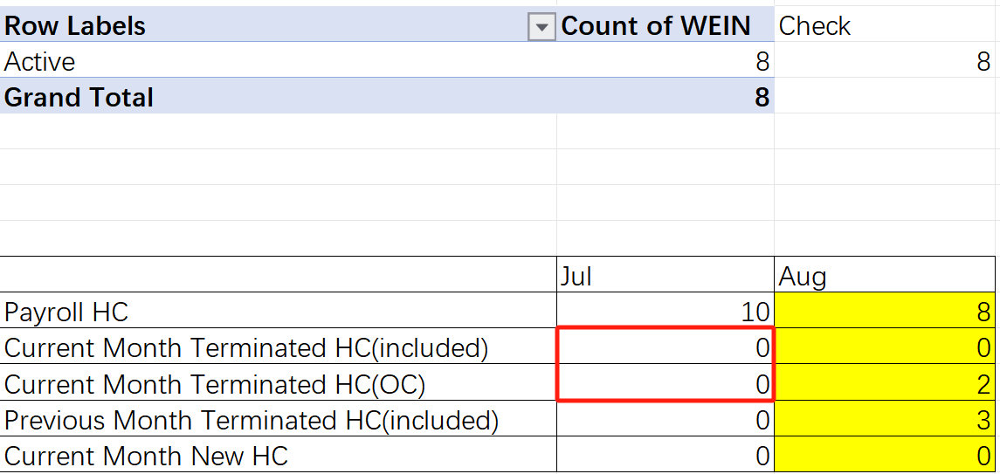 Row Labels Count of WEIN Check
Active 8 8
Grand Total 8
Jul Aug
Payroll HC 10 8
Current Month Terminated HC(included) 0 0
Current Month Terminated HC(OC) 0 2
Previous Month Terminated HC(included) 0 3
Current Month New HC 0 0